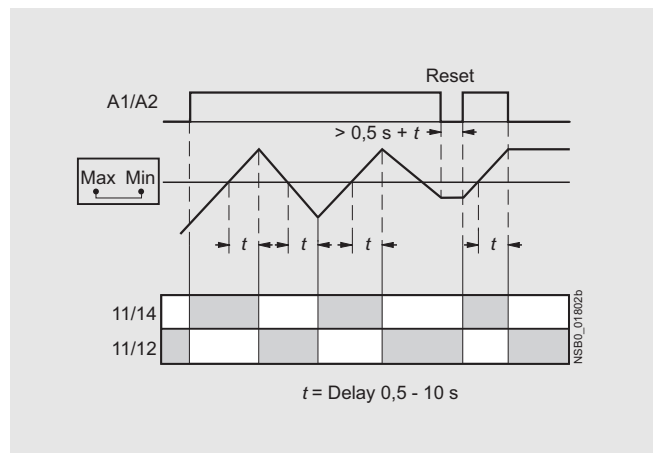 Reset
A1/A2
> 0,5 s + t
Max Min
t t t t
11/14
11/12
NSB0_01802b
t = Delay 0,5 - 10 s